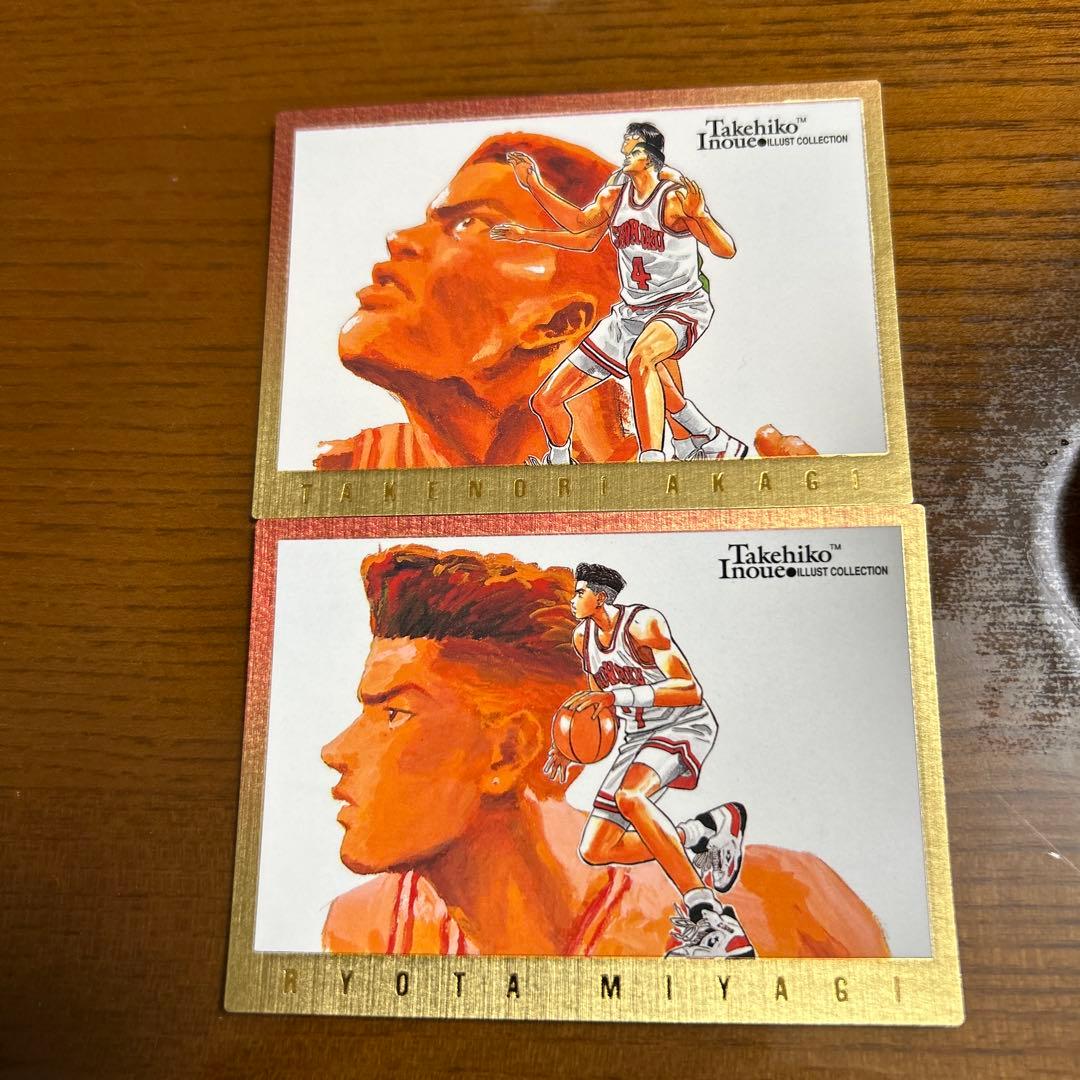 Takehiko™
Inoue●ILLUST COLLECTION
4
TAKENORI AKAGI
Takehiko™
Inoue●ILLUST COLLECTION
RYOTA MIYAGI